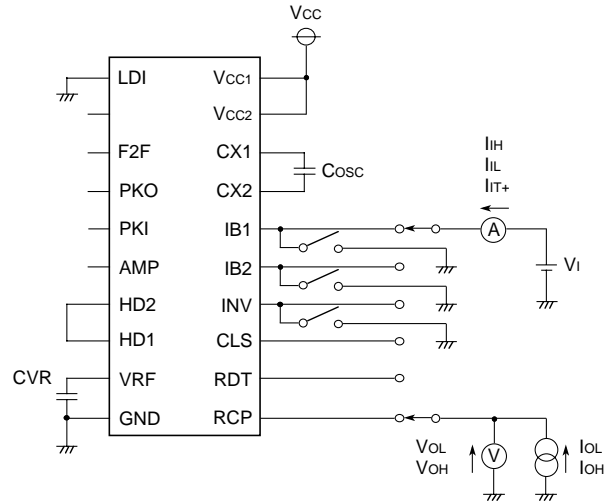 VCC
LDI VCC1
VCC2
F2F CX1
COSC
PKO CX2
IIH
IIL
IIT+
PKI IB1
A
VI
AMP IB2
HD2 INV
HD1 CLS
CVR
VRF RDT
GND RCP
VOL
VOH
V
IOL
IOH